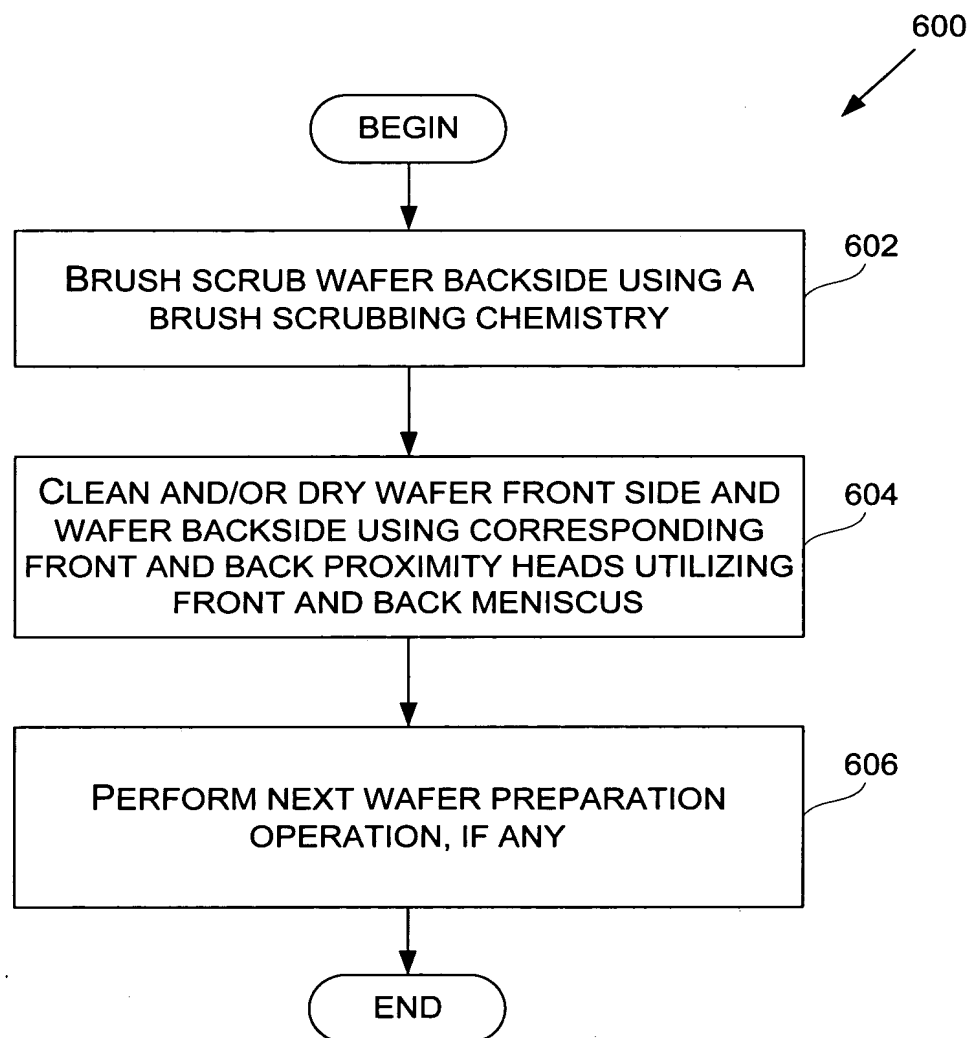 600
BEGIN
BRUSH SCRUB WAFER BACKSIDE USING A
BRUSH SCRUBBING CHEMISTRY
602
CLEAN AND/OR DRY WAFER FRONT SIDE AND
WAFER BACKSIDE USING CORRESPONDING
FRONT AND BACK PROXIMITY HEADS UTILIZING
FRONT AND BACK MENISCUS
604
PERFORM NEXT WAFER PREPARATION
OPERATION, IF ANY
606
END